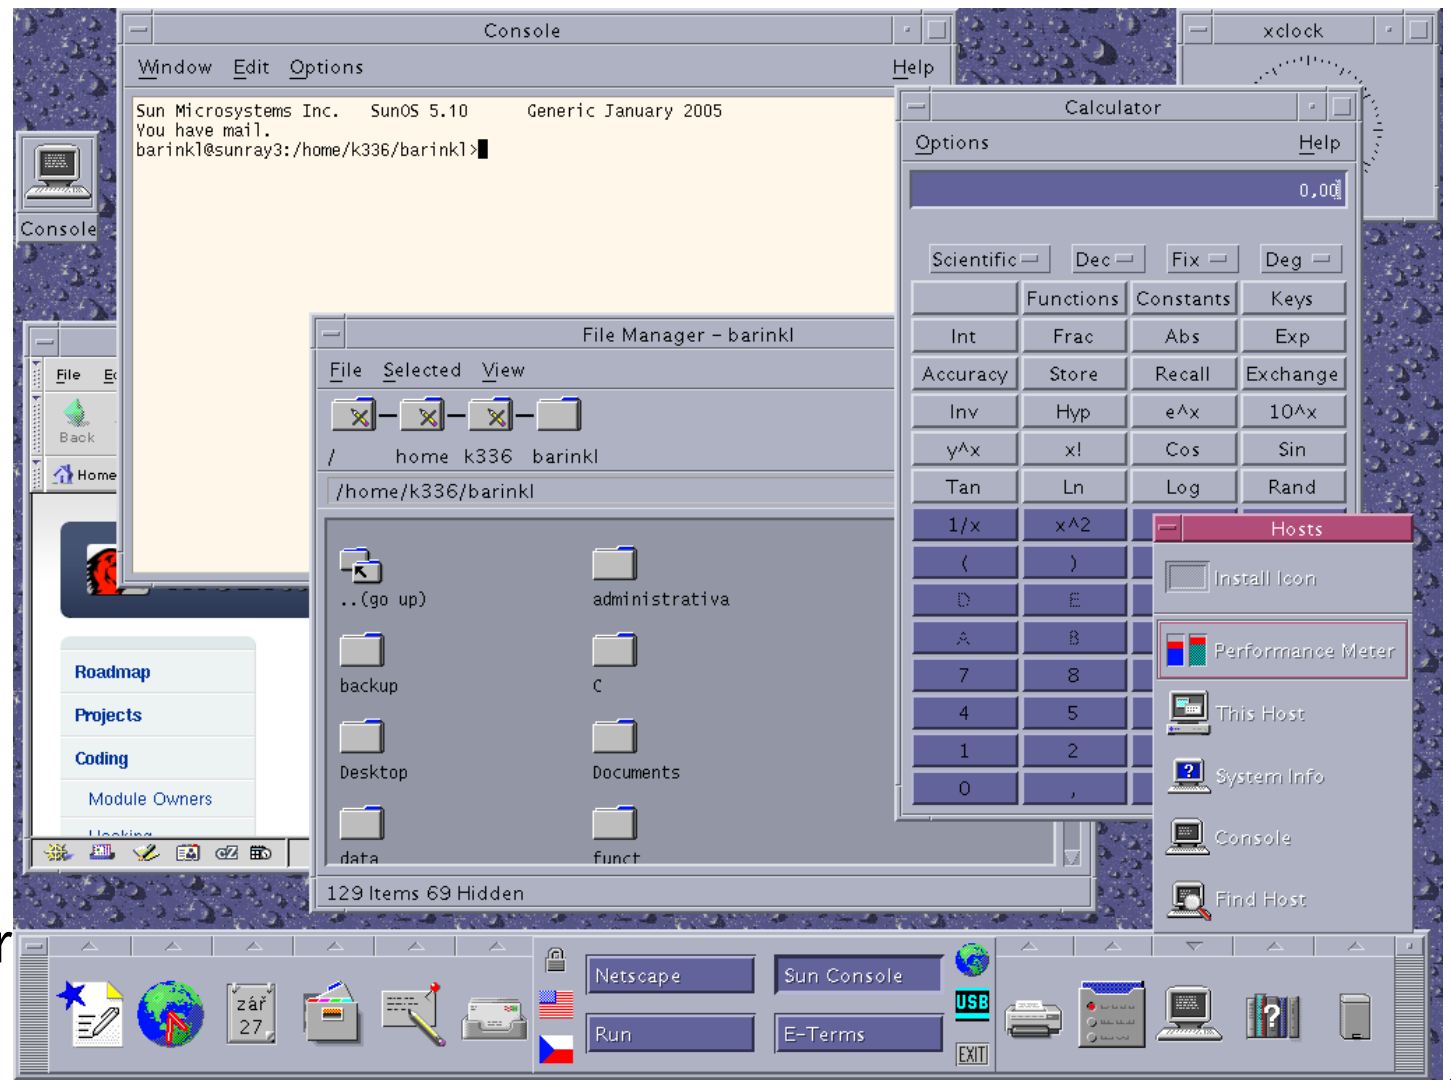 Console
Window Edit Options Help
Sun Microsystems Inc. SunOS 5.10 Generic January 2005
You have mail.
barinkl@sunray3:/home/k336/barinkl>
Console
xclock
Calculator
Options Help
0,00
Scientific Dec Fix Deg
Functions Constants Keys
Int Frac Abs Exp
Accuracy Store Recall Exchange
Inv Hyp e^x 10^x
y^x x! Cos Sin
Tan Ln Log Rand
1/x x^2
( )
D E
A B
7 8
4 5
1 2
0 ,
File
Back
Home
Roadmap
Projects
Coding
Module Owners
File Manager - barinkl
File Selected View
/ home k336 barinkl
/home/k336/barinkl
..(go up) administrativa
backup C
Desktop Documents
data funct
129 Items 69 Hidden
Hosts
Install Icon
Performance Meter
This Host
System Info
Console
Find Host
r
zář
27
Netscape Sun Console
Run E-Terms
USB
EXIT